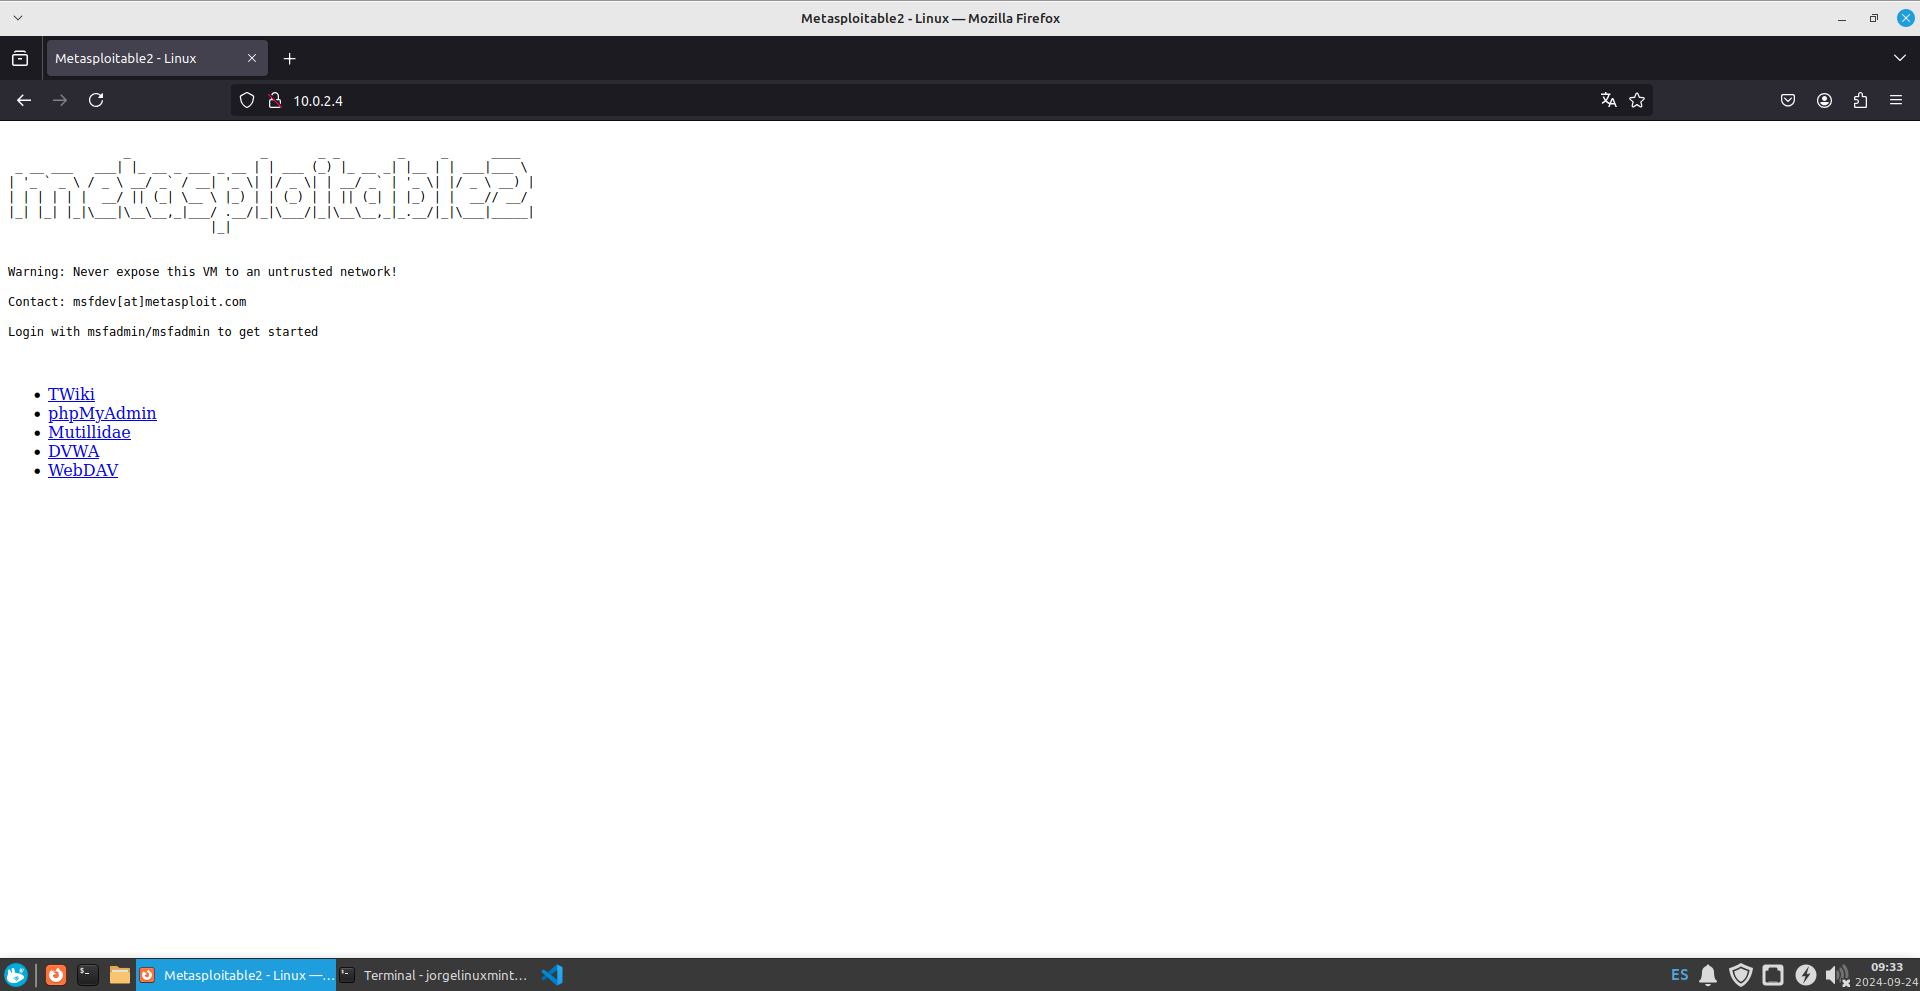 Metasploitable2 - Linux — Mozilla Firefox
Metasploitable2 - Linux
10.0.2.4
metasploitable2
Warning: Never expose this VM to an untrusted network!
Contact: msfdev[at]metasploit.com
Login with msfadmin/msfadmin to get started
TWiki
phpMyAdmin
Mutillidae
DVWA
WebDAV
Metasploitable2 - Linux —...
Terminal - jorgelinuxmint...
ES
09:33
2024-09-24